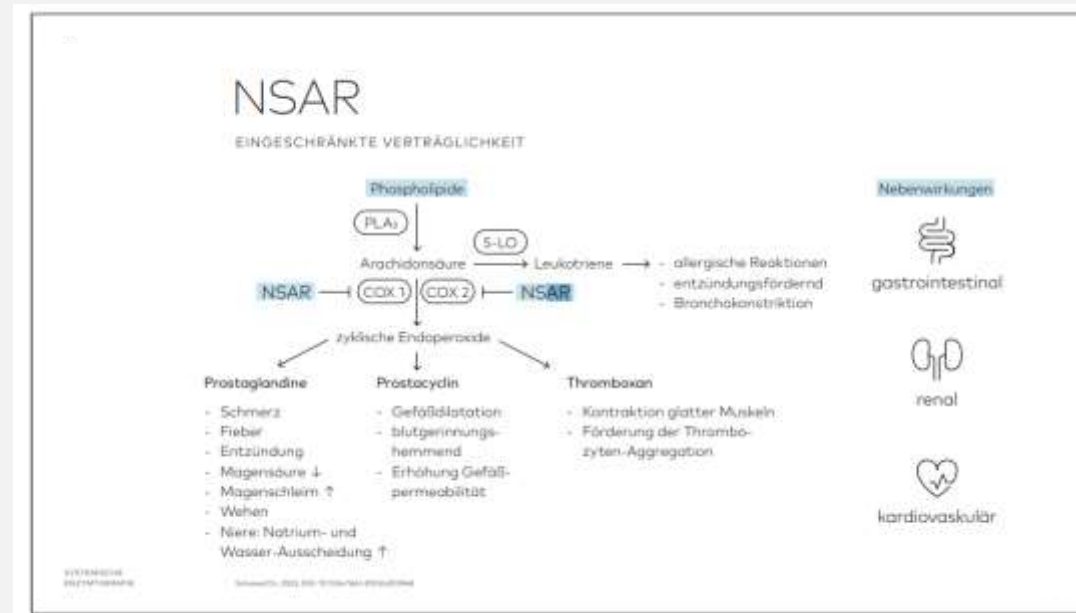 NSAR
EINGESCHRÄNKTE VERTRÄGLICHKEIT
Phospholipide
PLA₂
5-LO
Arachidonsäure
Leukotriene
- allergische Reaktionen
- entzündungsfördernd
- Bronchokonstriktion
NSAR
COX 1
COX 2
NSAR
zyklische Endoperoxide
Prostaglandine
- Schmerz
- Fieber
- Entzündung
- Magensäure ↓
- Magenschleim ↑
- Wehen
- Niere: Natrium- und
Wasser-Ausscheidung ↑
Prostacyclin
- Gefäßdilatation
- blutgerinnungs-
hemmend
- Erhöhung Gefäß-
permeabilität
Thromboxan
- Kontraktion glatter Muskeln
- Förderung der Thrombo-
zyten-Aggregation
Nebenwirkungen
gastrointestinal
renal
kardiovaskulär
SYSTEMISCHE
ENZYMTHERAPIE